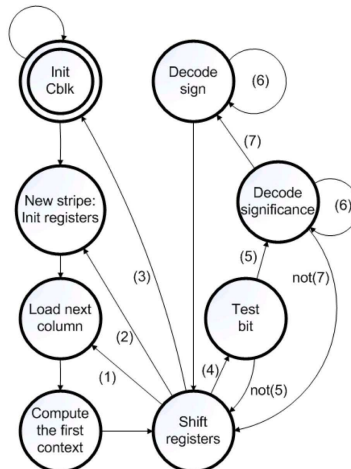 Init
Cblk
Decode
sign
(6)
(7)
New stripe:
Init registers
Decode
significance
(6)
(3)
(5)
not(7)
Load next
column
(2)
Test
bit
(1)
(4)
not(5)
Compute
the first
context
Shift
registers